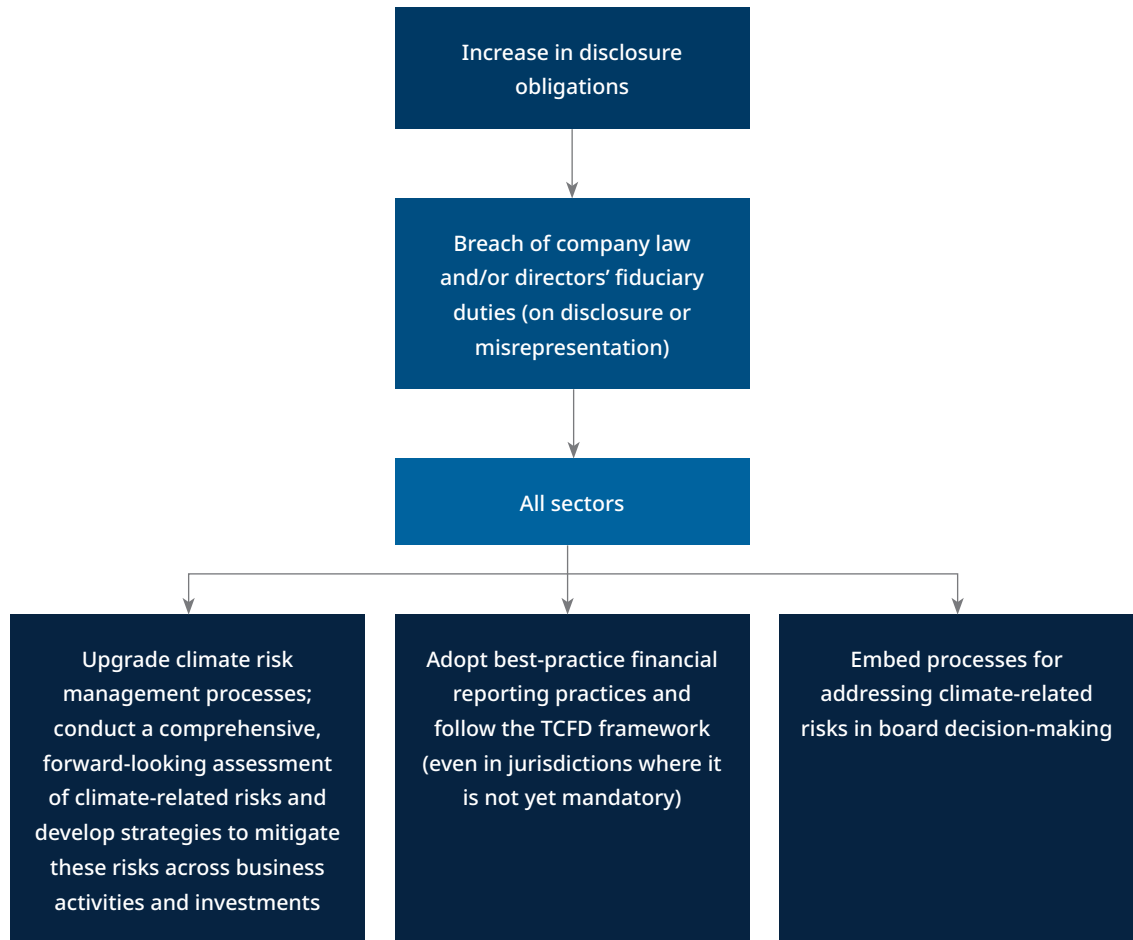 Increase in disclosure
obligations
Breach of company law
and/or directors’ fiduciary
duties (on disclosure or
misrepresentation)
All sectors
Upgrade climate risk
management processes;
conduct a comprehensive,
forward-looking assessment
of climate-related risks and
develop strategies to mitigate
these risks across business
activities and investments
Adopt best-practice financial
reporting practices and
follow the TCFD framework
(even in jurisdictions where it
is not yet mandatory)
Embed processes for
addressing climate-related
risks in board decision-making